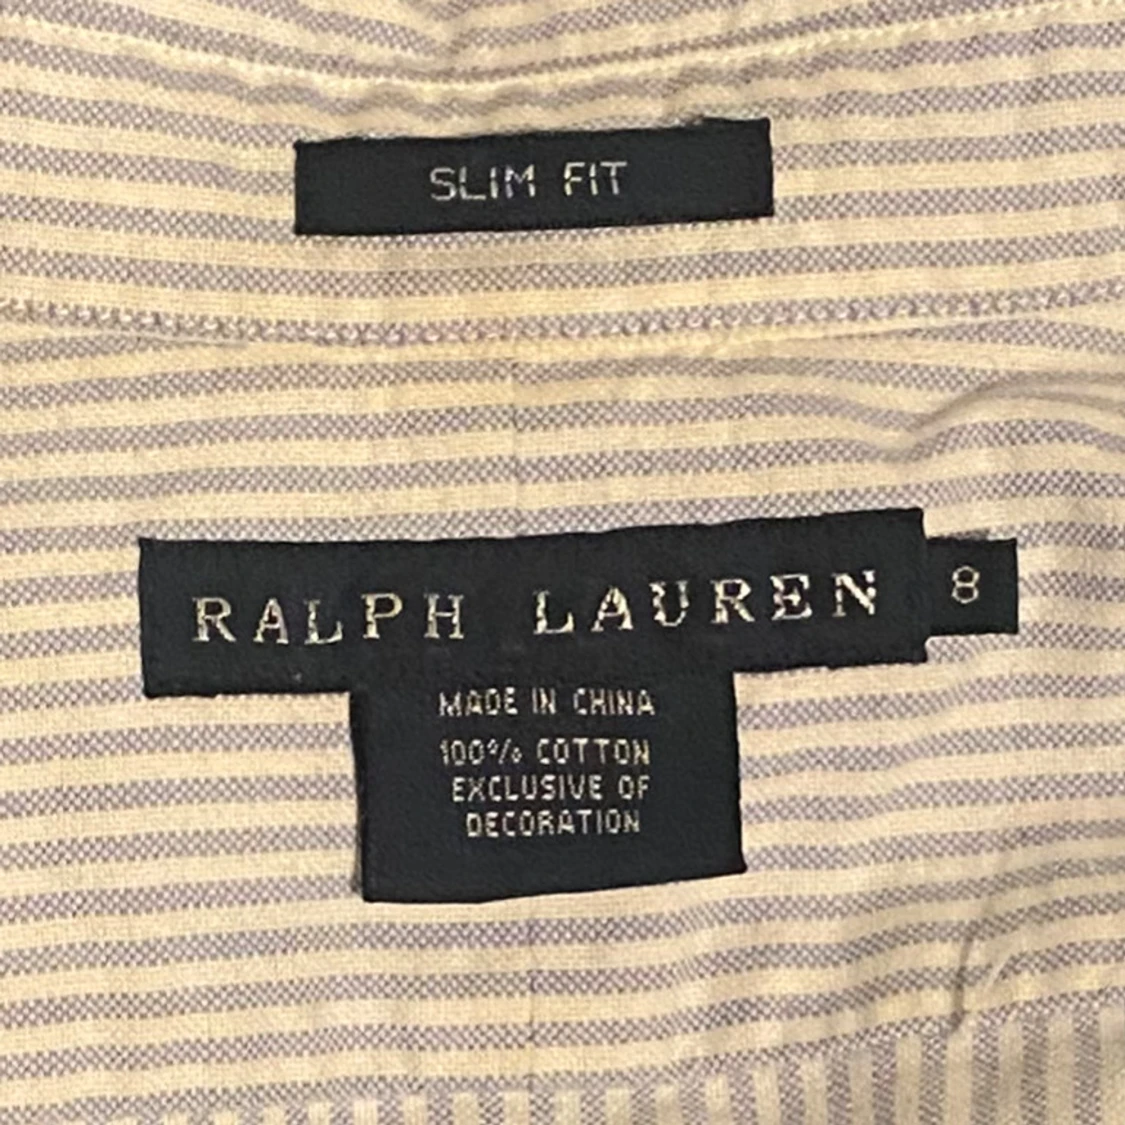 SLIM FIT
RALPH LAUREN 8
MADE IN CHINA
100% COTTON
EXCLUSIVE OF
DECORATION